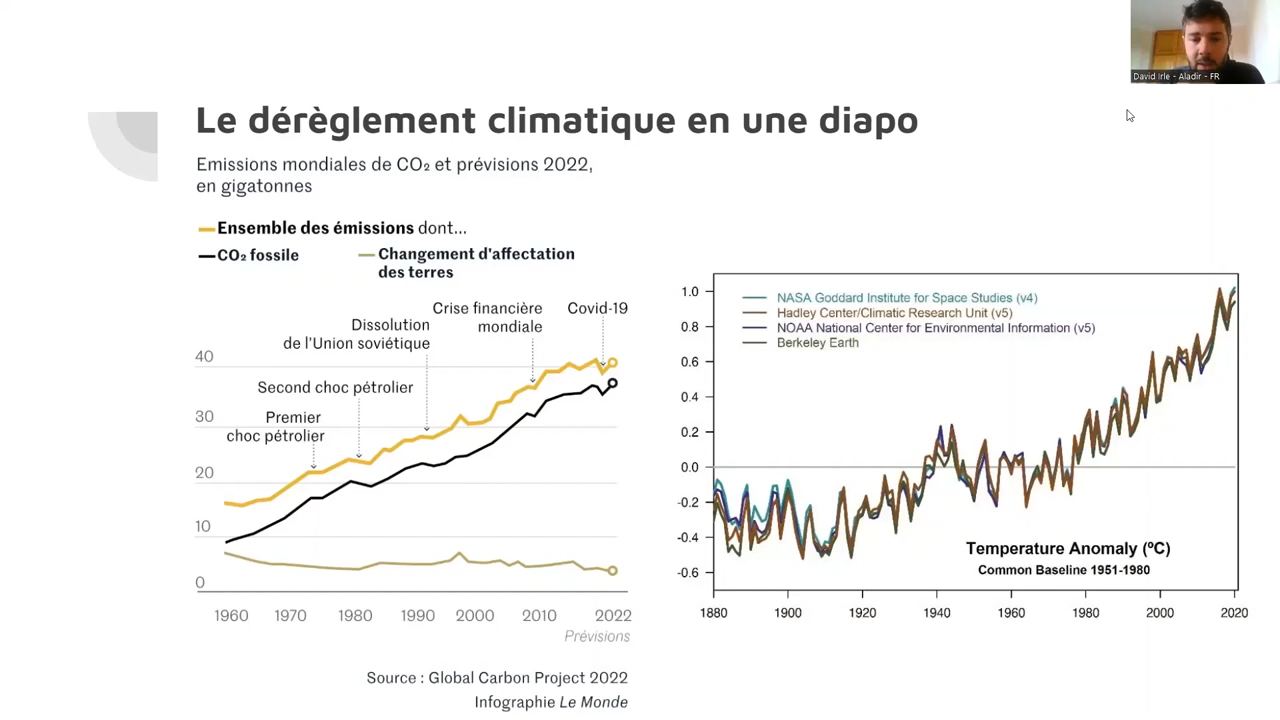 David Irle - Aladir - FR
Le dérèglement climatique en une diapo
Emissions mondiales de CO₂ et prévisions 2022,
en gigatonnes
Ensemble des émissions dont...
CO₂ fossile
Changement d'affectation
des terres
Crise financière
mondiale
Covid-19
Dissolution
de l'Union soviétique
Second choc pétrolier
Premier
choc pétrolier
40
30
20
10
0
1960 1970 1980 1990 2000 2010 2022
Prévisions
Source : Global Carbon Project 2022
Infographie Le Monde
NASA Goddard Institute for Space Studies (v4)
Hadley Center/Climatic Research Unit (v5)
NOAA National Center for Environmental Information (v5)
Berkeley Earth
1.0
0.8
0.6
0.4
0.2
0.0
-0.2
-0.4
-0.6
Temperature Anomaly (ºC)
Common Baseline 1951-1980
1880 1900 1920 1940 1960 1980 2000 2020